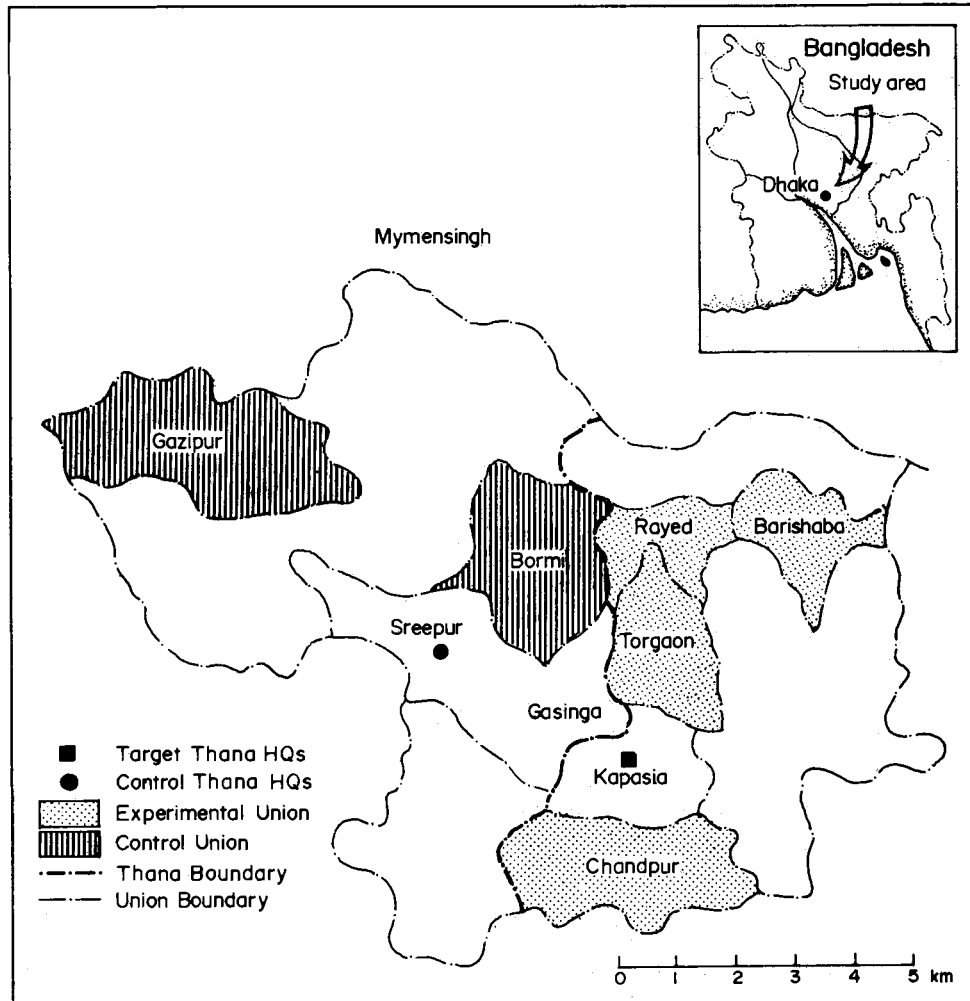 Bangladesh
Study area
Dhaka
Mymensingh
Gazipur
Bormi
Rayed
Barishaba
Sreepur
Torgaon
Gasinga
Kapasia
Chandpur
Target Thana HQs
Control Thana HQs
Experimental Union
Control Union
Thana Boundary
Union Boundary
0 1 2 3 4 5 km